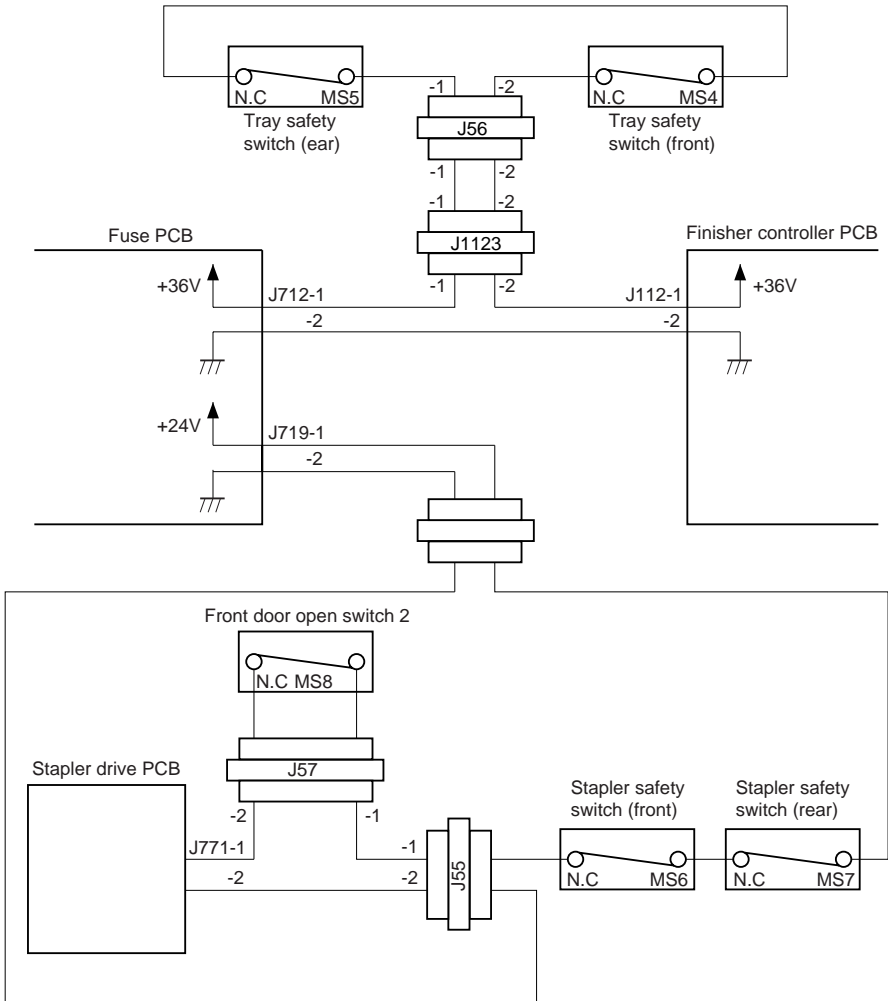 N.C MS5
Tray safety
switch (ear)
N.C MS4
Tray safety
switch (front)
-1 -2
J56
-1 -2
-1 -2
J1123
-1 -2
Fuse PCB
Finisher controller PCB
+36V
J712-1
-2
J112-1
-2
+36V
+24V
J719-1
-2
Front door open switch 2
N.C MS8
J57
-2 -1
Stapler drive PCB
J771-1
-2
-1
-2
J55
Stapler safety
switch (front)
N.C MS6
Stapler safety
switch (rear)
N.C MS7